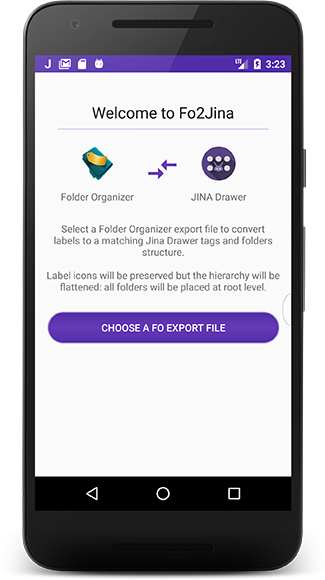 J LTE 3:23
Welcome to Fo2Jina
Folder Organizer JINA Drawer
Select a Folder Organizer export file to convert
labels to a matching Jina Drawer tags and folders
structure.
Label icons will be preserved but the hierarchy will be
flattened: all folders will be placed at root level.
CHOOSE A FO EXPORT FILE